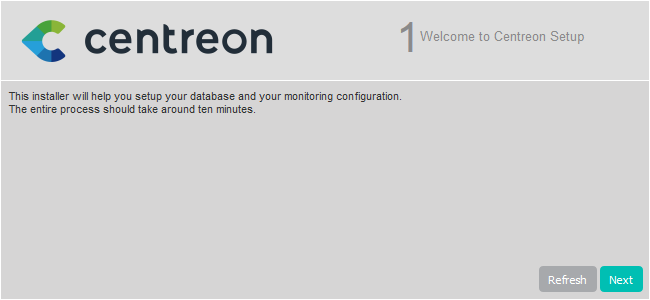 centreon
1 Welcome to Centreon Setup
This installer will help you setup your database and your monitoring configuration.
The entire process should take around ten minutes.
Refresh Next